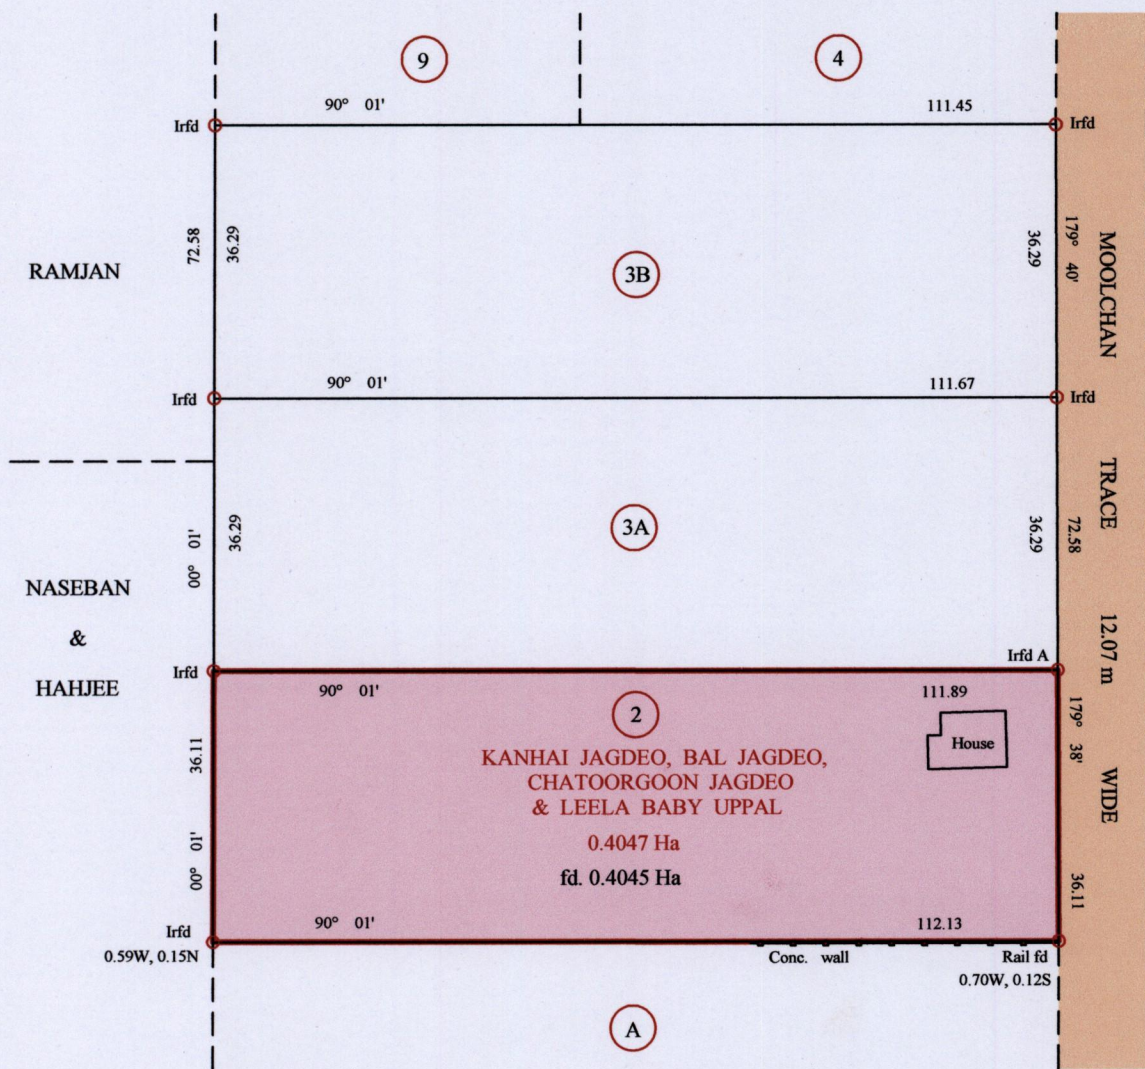 9
4
90° 01'
111.45
Irfd
Irfd
72.58
36.29
36.29
179° 40'
RAMJAN
3B
MOOLCHAN
90° 01'
111.67
Irfd
Irfd
TRACE
00° 01'
36.29
3A
36.29
72.58
NASEBAN
&
HAHJEE
12.07 m
Irfd A
Irfd
90° 01'
111.89
2
179° 38'
House
36.11
KANHAI JAGDEO, BAL JAGDEO,
CHATOORGOON JAGDEO
& LEELA BABY UPPAL
WIDE
0.4047 Ha
00° 01'
fd. 0.4045 Ha
36.11
Irfd
90° 01'
112.13
0.59W, 0.15N
Conc. wall
Rail fd
0.70W, 0.12S
A